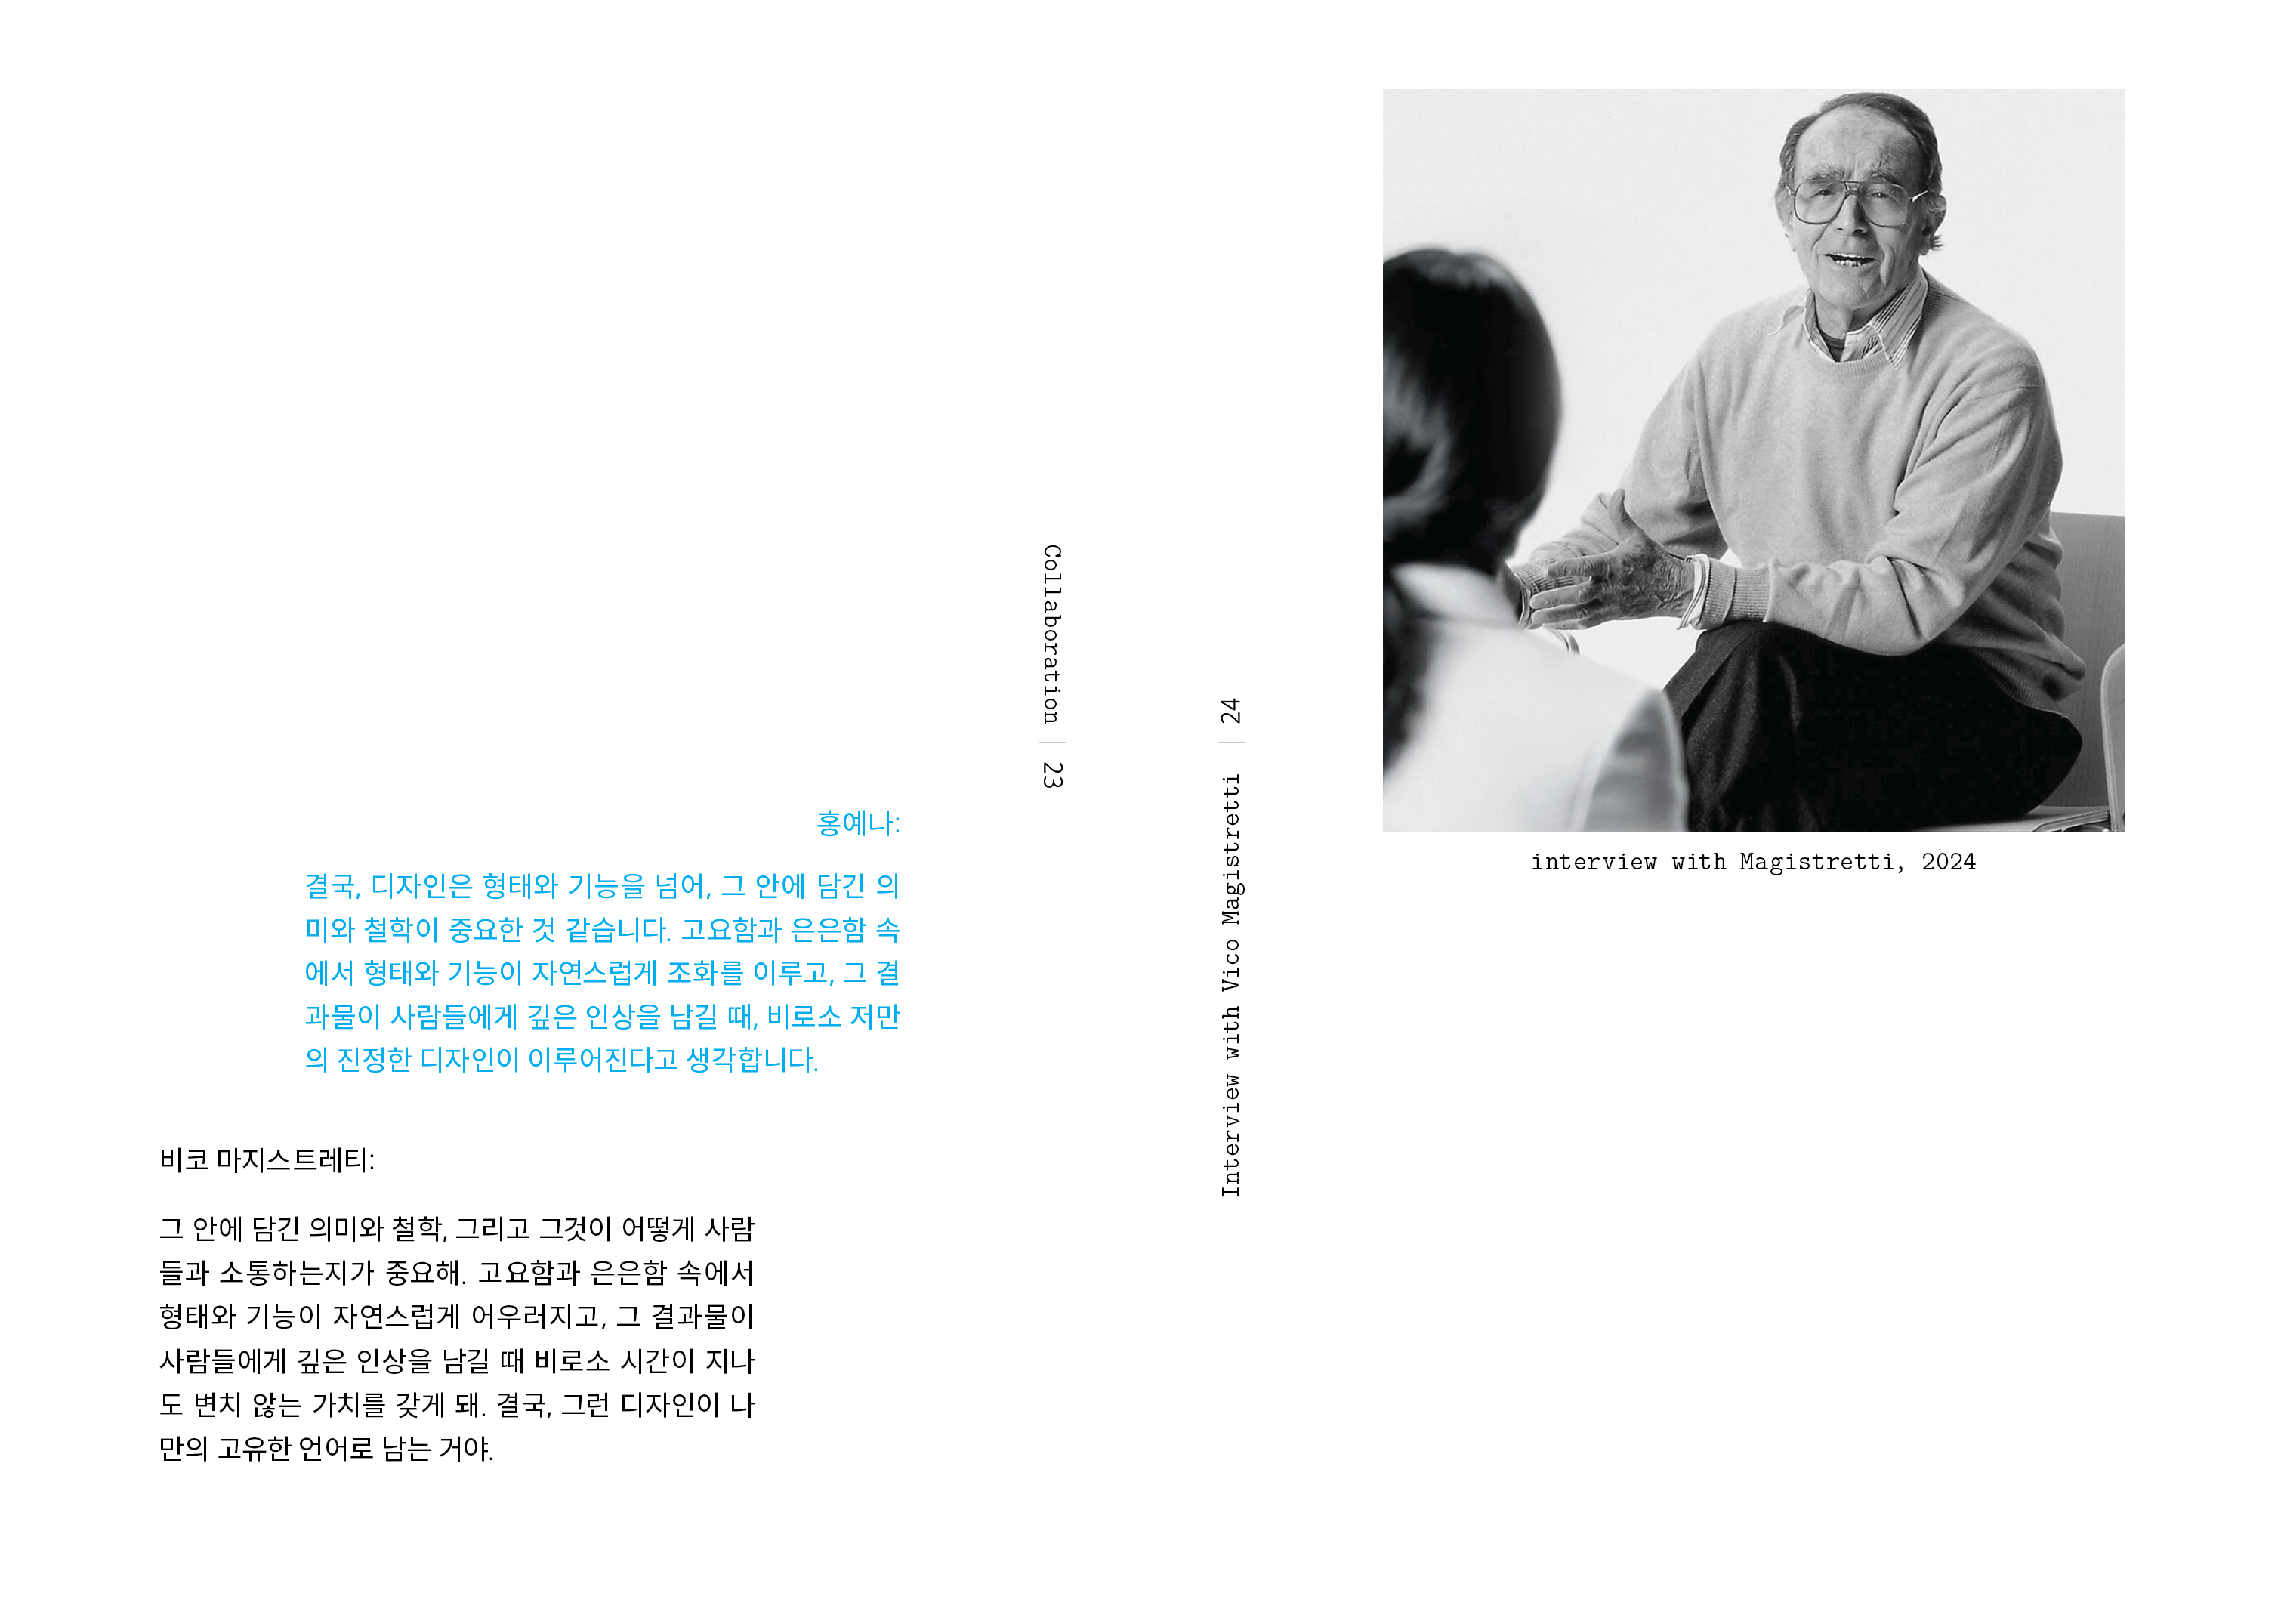 홍예나:
결국, 디자인은 형태와 기능을 넘어, 그 안에 담긴 의
미와 철학이 중요한 것 같습니다. 고요함과 은은함 속
에서 형태와 기능이 자연스럽게 조화를 이루고, 그 결
과물이 사람들에게 깊은 인상을 남길 때, 비로소 저만
의 진정한 디자인이 이루어진다고 생각합니다.
비코 마지스트레티:
그 안에 담긴 의미와 철학, 그리고 그것이 어떻게 사람
들과 소통하는지가 중요해. 고요함과 은은함 속에서
형태와 기능이 자연스럽게 어우러지고, 그 결과물이
사람들에게 깊은 인상을 남길 때 비로소 시간이 지나
도 변치 않는 가치를 갖게 돼. 결국, 그런 디자인이 나
만의 고유한 언어로 남는 거야.
Collaboration | 23
Interview with Vico Magistretti | 24
interview with Magistretti, 2024